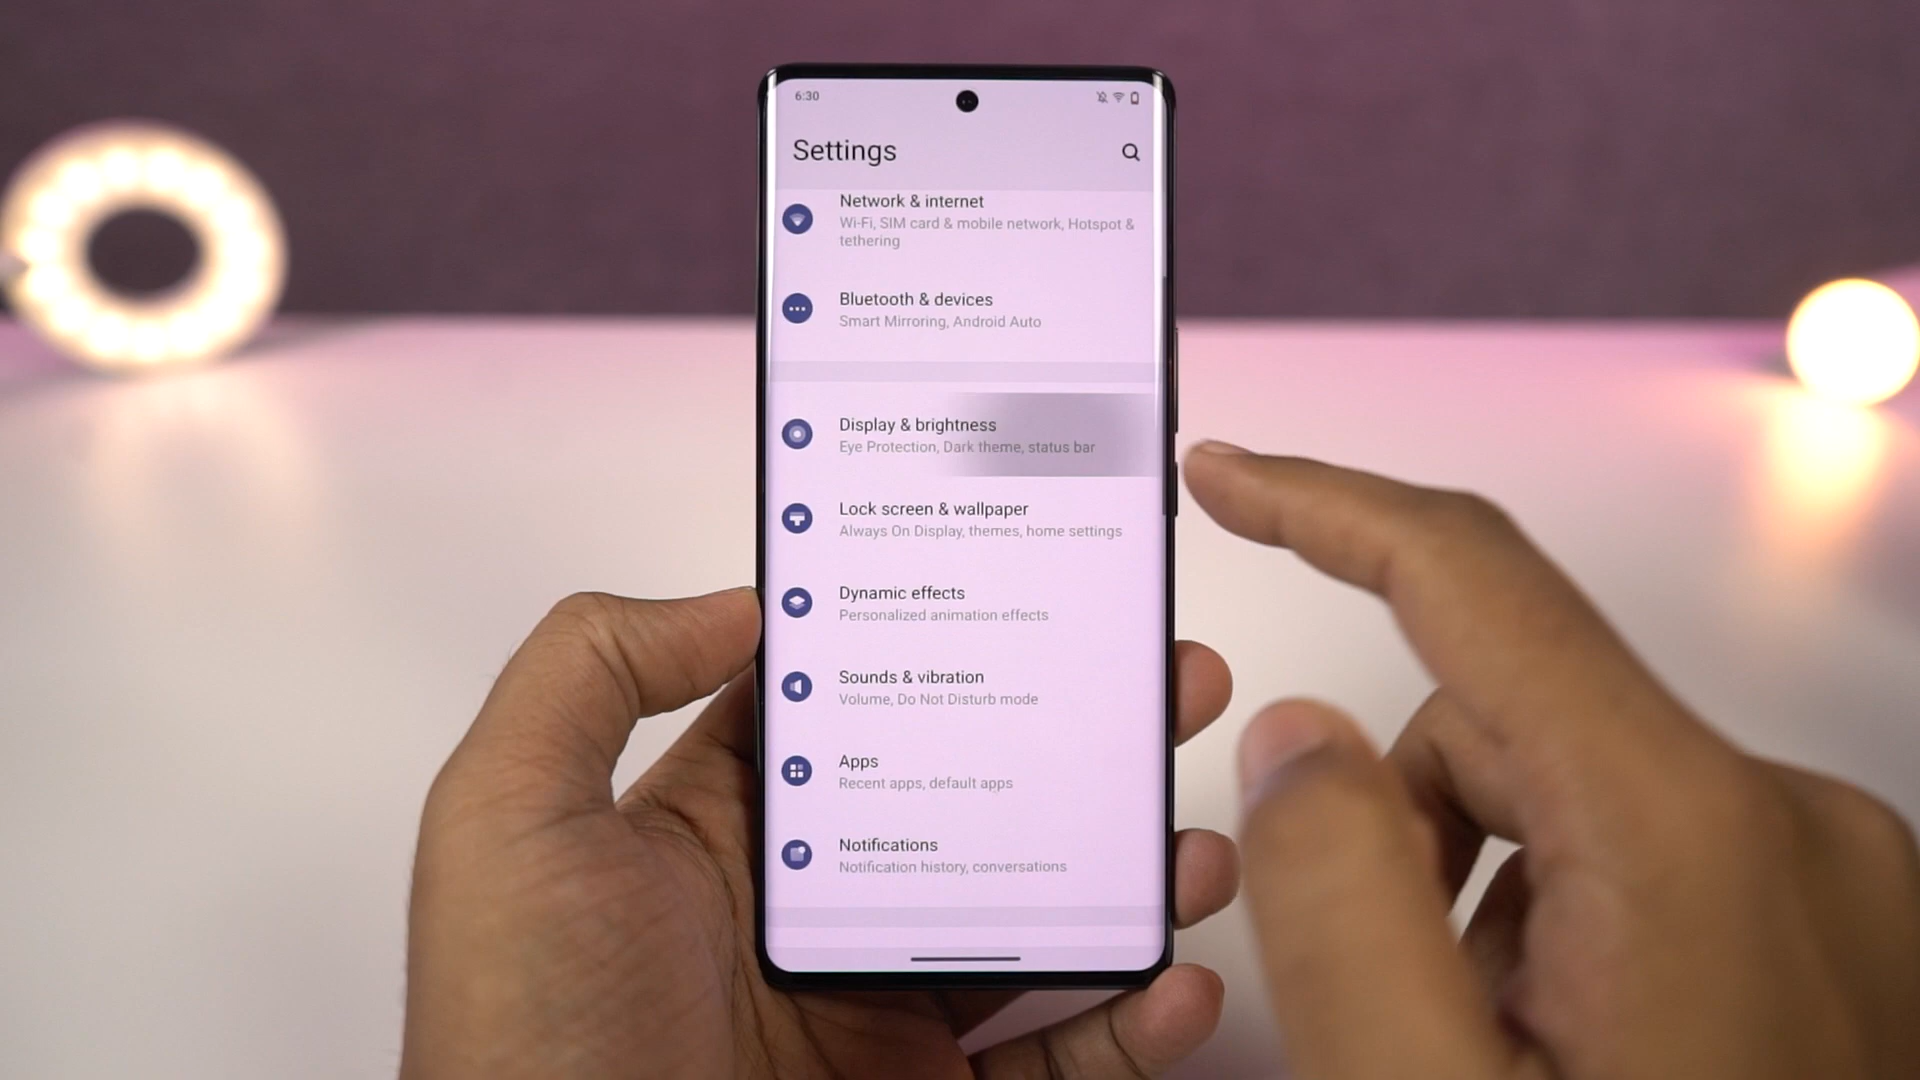 6:30
Settings
Network & internet
Wi-Fi, SIM card & mobile network, Hotspot &
tethering
Bluetooth & devices
Smart Mirroring, Android Auto
Display & brightness
Eye Protection, Dark theme, status bar
Lock screen & wallpaper
Always On Display, themes, home settings
Dynamic effects
Personalized animation effects
Sounds & vibration
Volume, Do Not Disturb mode
Apps
Recent apps, default apps
Notifications
Notification history, conversations